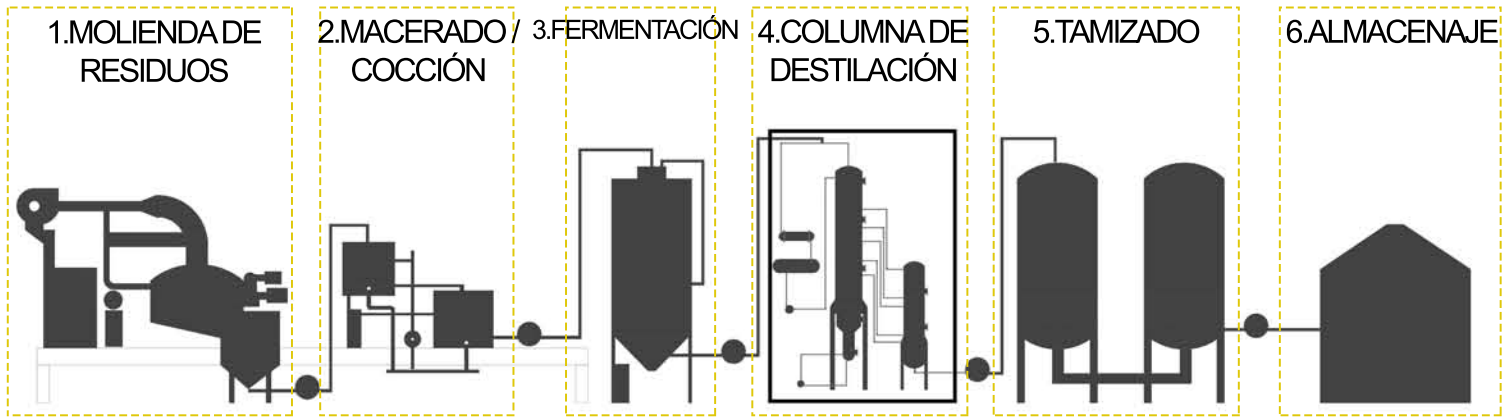 1.MOLIENDA DE
RESIDUOS
2.MACERADO /
COCCIÓN
3.FERMENTACIÓN
4.COLUMNA DE
DESTILACIÓN
5.TAMIZADO
6.ALMACENAJE